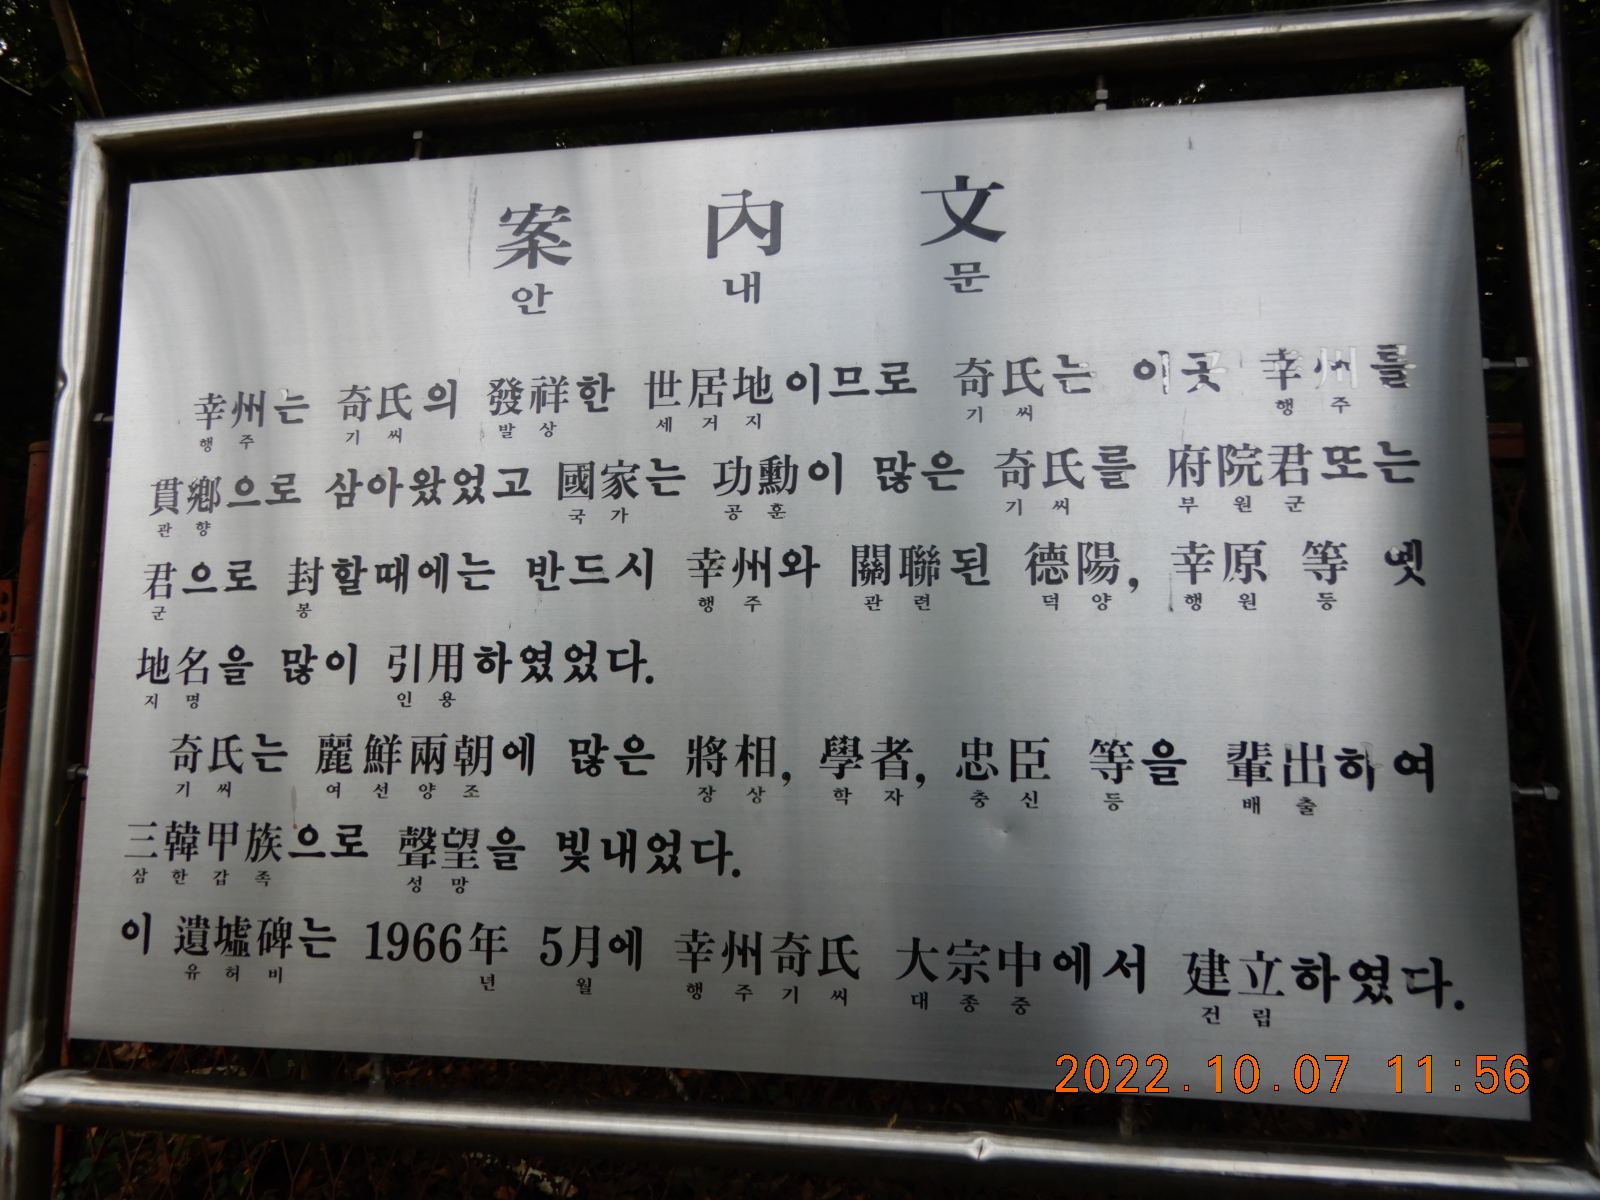 案 內 文
안 내 문
幸州는 奇氏의 發祥한 世居地이므로 奇氏는 이곳 幸州를
행 주 기 씨 발 상 세 거 지 기 씨 행 주
貫鄕으로 삼아왔었고 國家는 功勳이 많은 奇氏를 府院君또는
관 향 국 가 공 훈 기 씨 부 원 군
君으로 封할때에는 반드시 幸州와 關聯된 德陽, 幸原 等 옛
군 봉 행 주 관 련 덕 양 행 원 등
地名을 많이 引用하였었다.
지 명 인 용
奇氏는 麗鮮兩朝에 많은 將相, 學者, 忠臣 等을 輩出하여
기 씨 여 선 양 조 장 상 학 자 충 신 등 배 출
三韓甲族으로 聲望을 빛내었다.
삼 한 갑 족 성 망
이 遺墟碑는 1966年 5月에 幸州奇氏 大宗中에서 建立하였다.
유 허 비 년 월 행 주 기 씨 대 종 중 건 립
2022.10.07 11:56